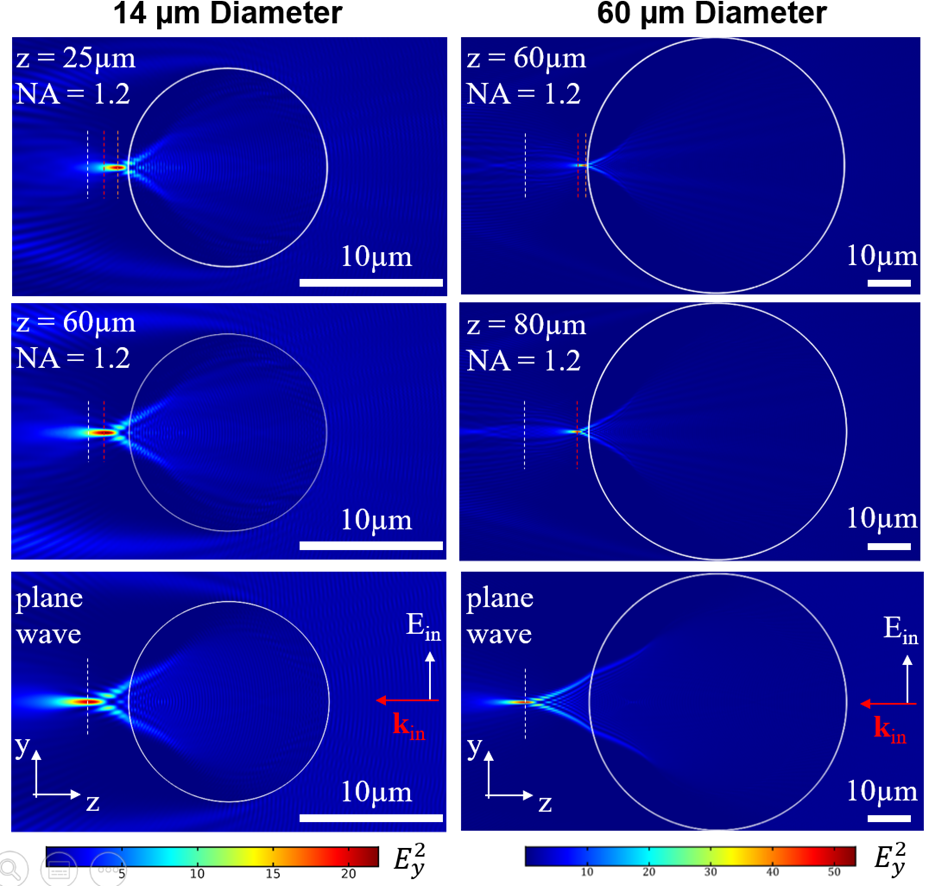 14 µm Diameter
60 µm Diameter
z = 25µm
NA = 1.2
10µm
z = 60µm
NA = 1.2
10µm
z = 60µm
NA = 1.2
10µm
z = 80µm
NA = 1.2
10µm
plane
wave
E_in
k_in
y
z
10µm
plane
wave
E_in
k_in
y
z
10µm
5 10 15 20
E_y^2
10 20 30 40 50
E_y^2